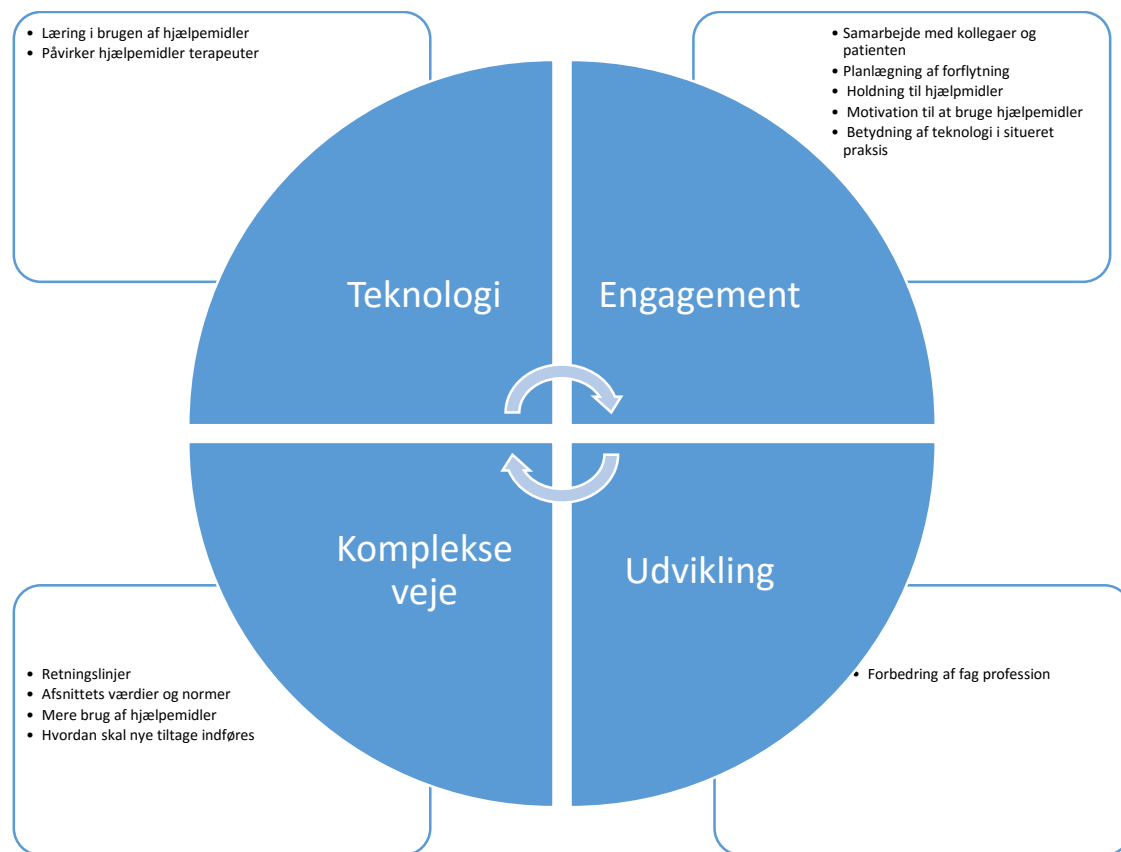 • Læring i brugen af hjælpemidler
• Påvirker hjælpemidler terapeuter
• Samarbejde med kollegaer og
patienten
• Planlægning af forflytning
• Holdning til hjælpmidler
• Motivation til at bruge hjælpemidler
• Betydning af teknologi i situeret
praksis
Teknologi
Engagement
Komplekse
veje
Udvikling
• Retningslinjer
• Afsnittets værdier og normer
• Mere brug af hjælpemidler
• Hvordan skal nye tiltage indføres
• Forbedring af fag profession